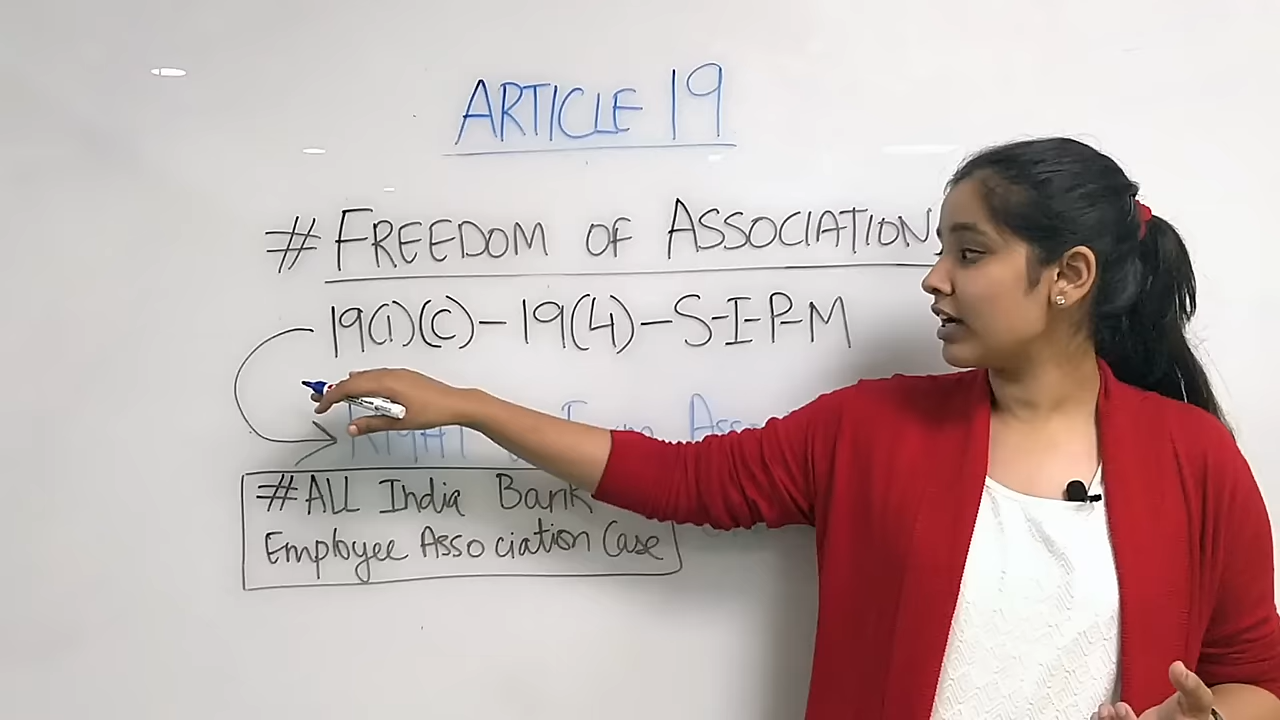 ARTICLE 19
# FREEDOM OF ASSOCIATION
19(1)(C) - 19(4) - S-I-P-M
#ALL India Bank
Employee Association Case